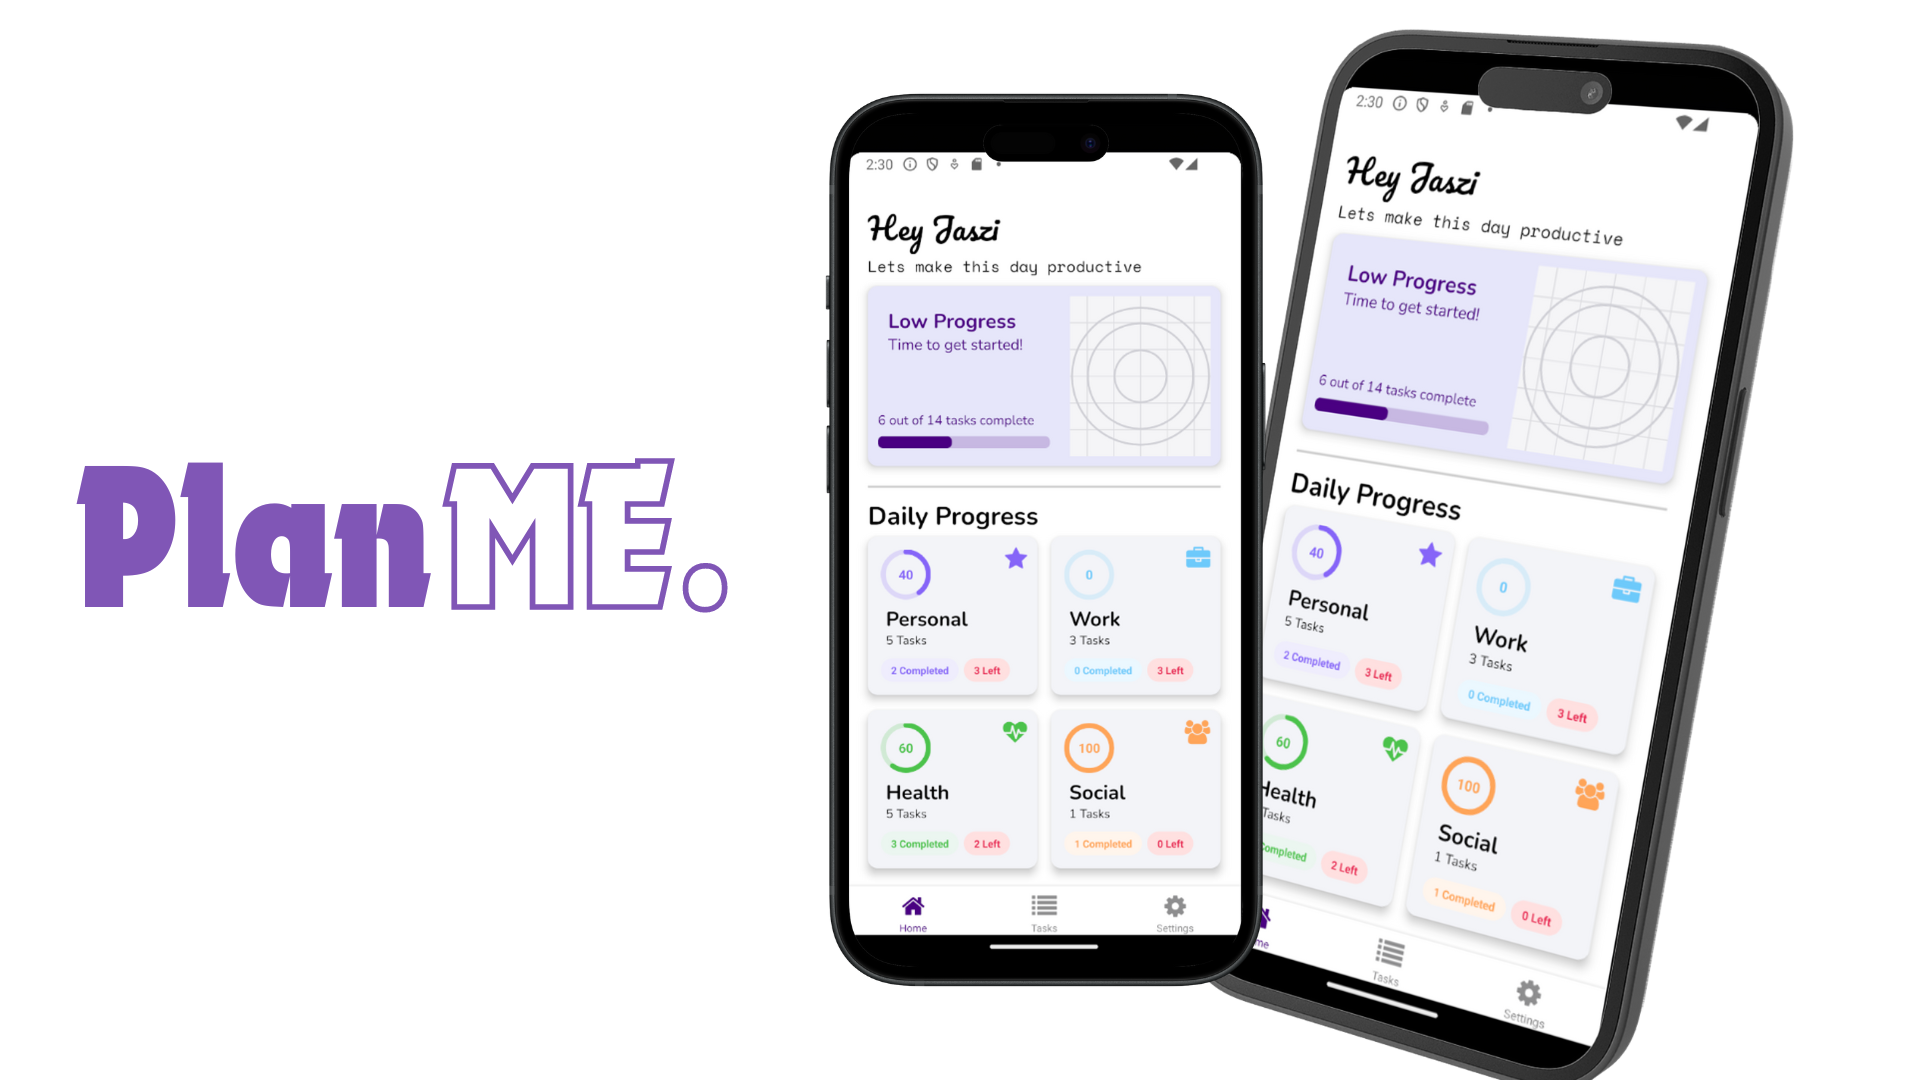 PlanME.
2:30
Hey Jaszi
Lets make this day productive
Low Progress
Time to get started!
6 out of 14 tasks complete
Daily Progress
40
Personal
5 Tasks
2 Completed 3 Left
0
Work
3 Tasks
0 Completed 3 Left
60
Health
5 Tasks
3 Completed 2 Left
100
Social
1 Tasks
1 Completed 0 Left
Home Tasks Settings
2:30
Hey Jaszi
Lets make this day productive
Low Progress
Time to get started!
6 out of 14 tasks complete
Daily Progress
40
Personal
5 Tasks
2 Completed 3 Left
0
Work
3 Tasks
0 Completed 3 Left
60
Health
Tasks
Completed 2 Left
100
Social
1 Tasks
1 Completed 0 Left
me Tasks Settings